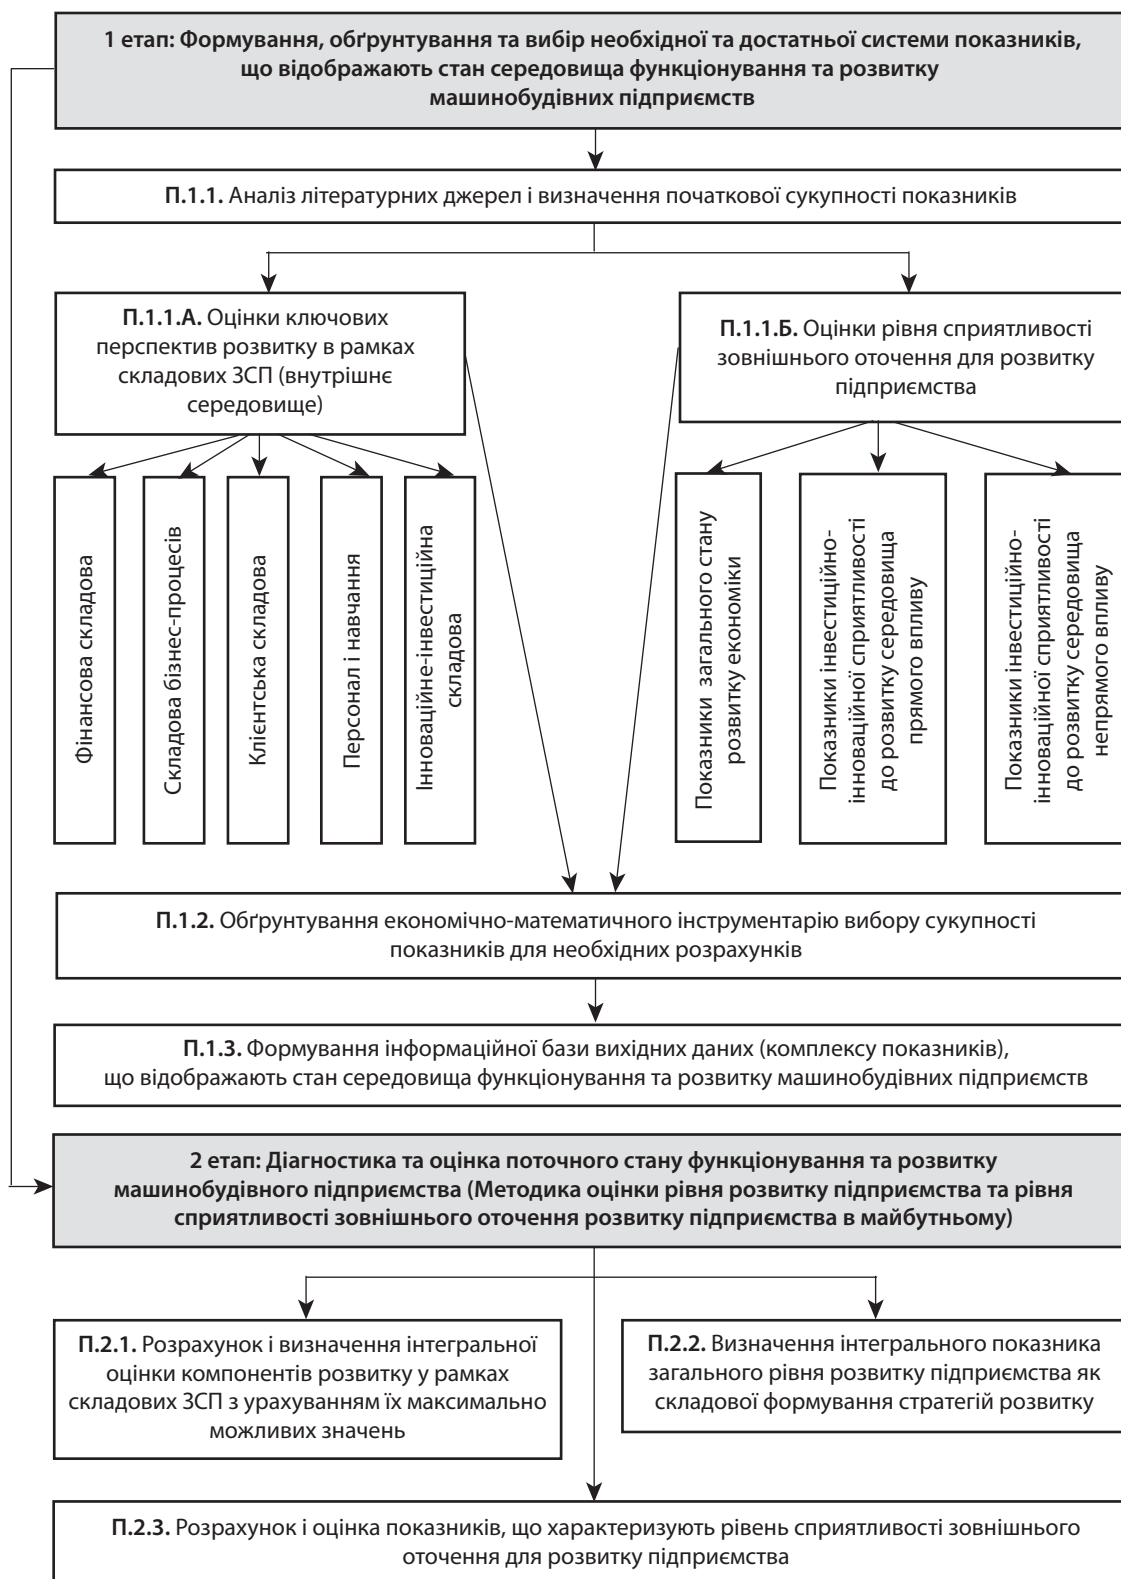 1 етап: Формування, обґрунтування та вибір необхідної та достатньої системи показників,
що відображають стан середовища функціонування та розвитку
машинобудівних підприємств
П.1.1. Аналіз літературних джерел і визначення початкової сукупності показників
П.1.1.А. Оцінки ключових
перспектив розвитку в рамках
складових ЗСП (внутрішнє
середовище)
П.1.1.Б. Оцінки рівня сприятливості
зовнішнього оточення для розвитку
підприємства
Фінансова складова
Складова бізнес-процесів
Клієнтська складова
Персонал і навчання
Інноваційне-інвестиційна
складова
Показники загального стану
розвитку економіки
Показники інвестиційно-
інноваційної сприятливості
до розвитку середовища
прямого впливу
Показники інвестиційно-
інноваційної сприятливості
до розвитку середовища
непрямого впливу
П.1.2. Обґрунтування економічно-математичного інструментарію вибору сукупності
показників для необхідних розрахунків
П.1.3. Формування інформаційної бази вихідних даних (комплексу показників),
що відображають стан середовища функціонування та розвитку машинобудівних підприємств
2 етап: Діагностика та оцінка поточного стану функціонування та розвитку
машинобудівного підприємства (Методика оцінки рівня розвитку підприємства та рівня
сприятливості зовнішнього оточення розвитку підприємства в майбутньому)
П.2.1. Розрахунок і визначення інтегральної
оцінки компонентів розвитку у рамках
складових ЗСП з урахуванням їх максимально
можливих значень
П.2.2. Визначення інтегрального показника
загального рівня розвитку підприємства як
складової формування стратегій розвитку
П.2.3. Розрахунок і оцінка показників, що характеризують рівень сприятливості зовнішнього
оточення для розвитку підприємства